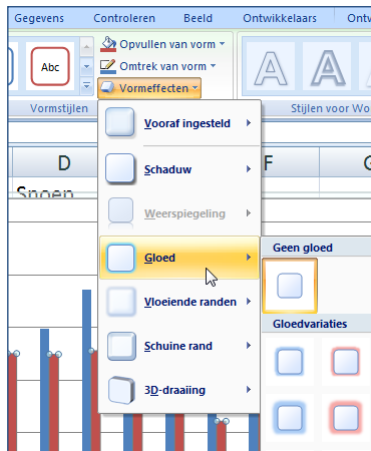 Gegevens Controleren Beeld Ontwikkelaars
Abc
Opvullen van vorm
Omtrek van vorm
Vormeffecten
A A
Vormstijlen
Stijlen voor Wo
Vooraf ingesteld
D F
Snoep
Schaduw
Weerspiegeling
Gloed
Geen gloed
Vloeiende randen
Gloedvariaties
Schuine rand
3D-draaiing